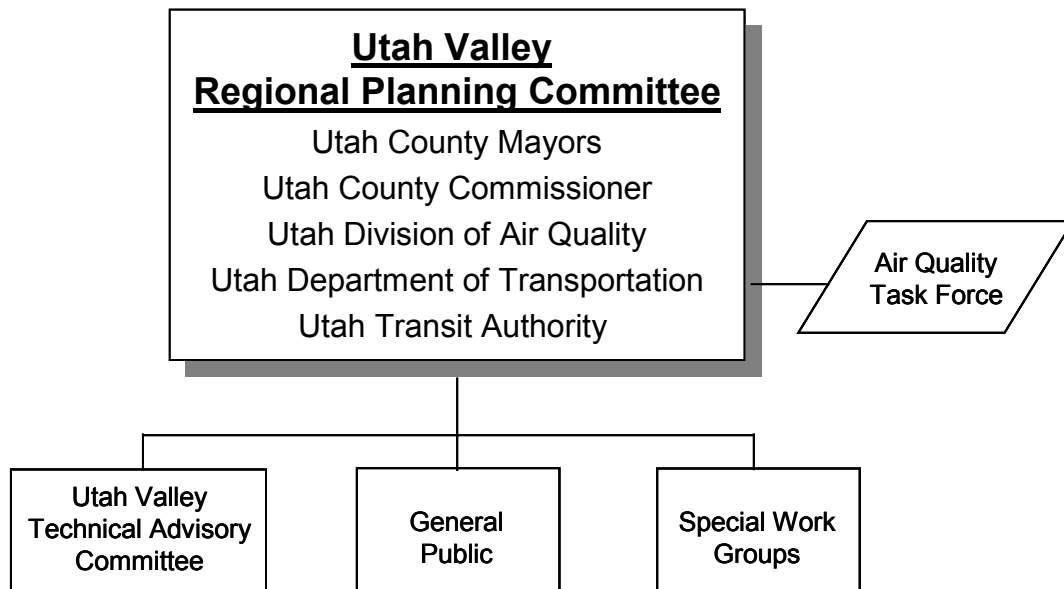 Utah Valley
Regional Planning Committee
Utah County Mayors
Utah County Commissioner
Utah Division of Air Quality
Utah Department of Transportation
Utah Transit Authority
Air Quality
Task Force
Utah Valley
Technical Advisory
Committee
General
Public
Special Work
Groups